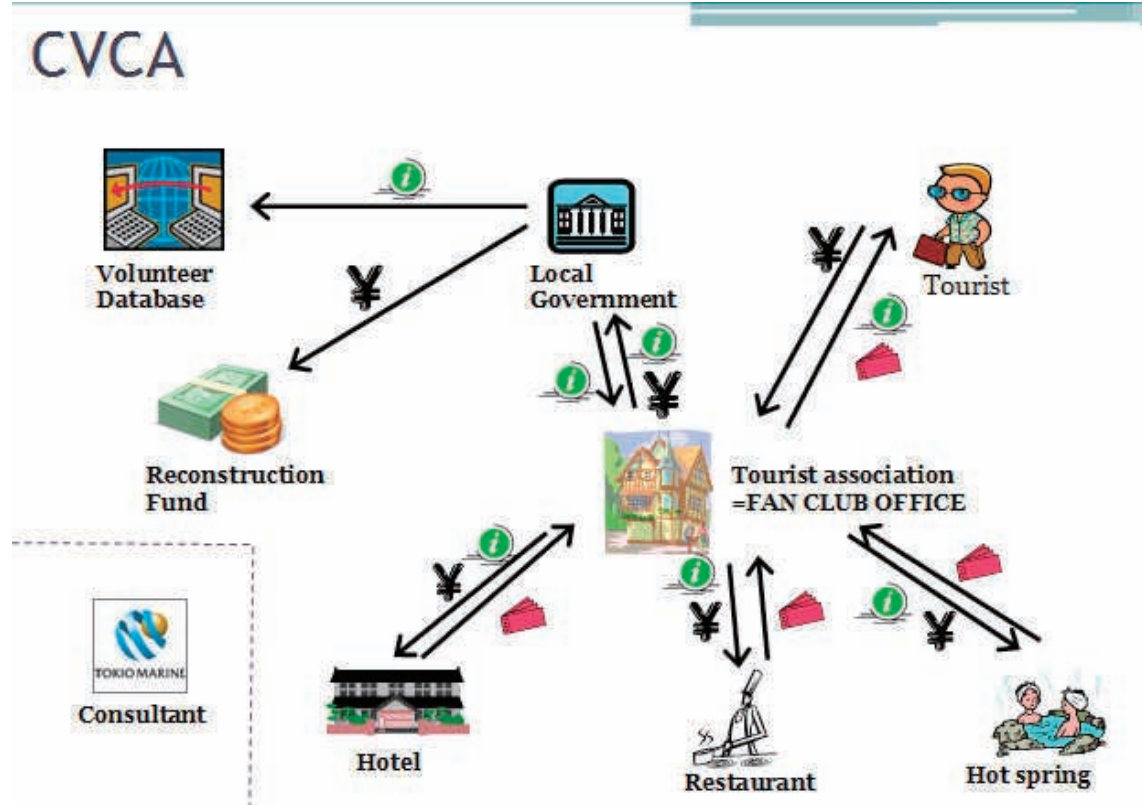 CVCA
i
Volunteer
Database
¥
Local
Government
¥
i
Tourist
i
i
¥
Reconstruction
Fund
Tourist association
=FAN CLUB OFFICE
i
¥
i
¥
i
¥
TOKIO MARINE
Consultant
Hotel
Restaurant
Hot spring